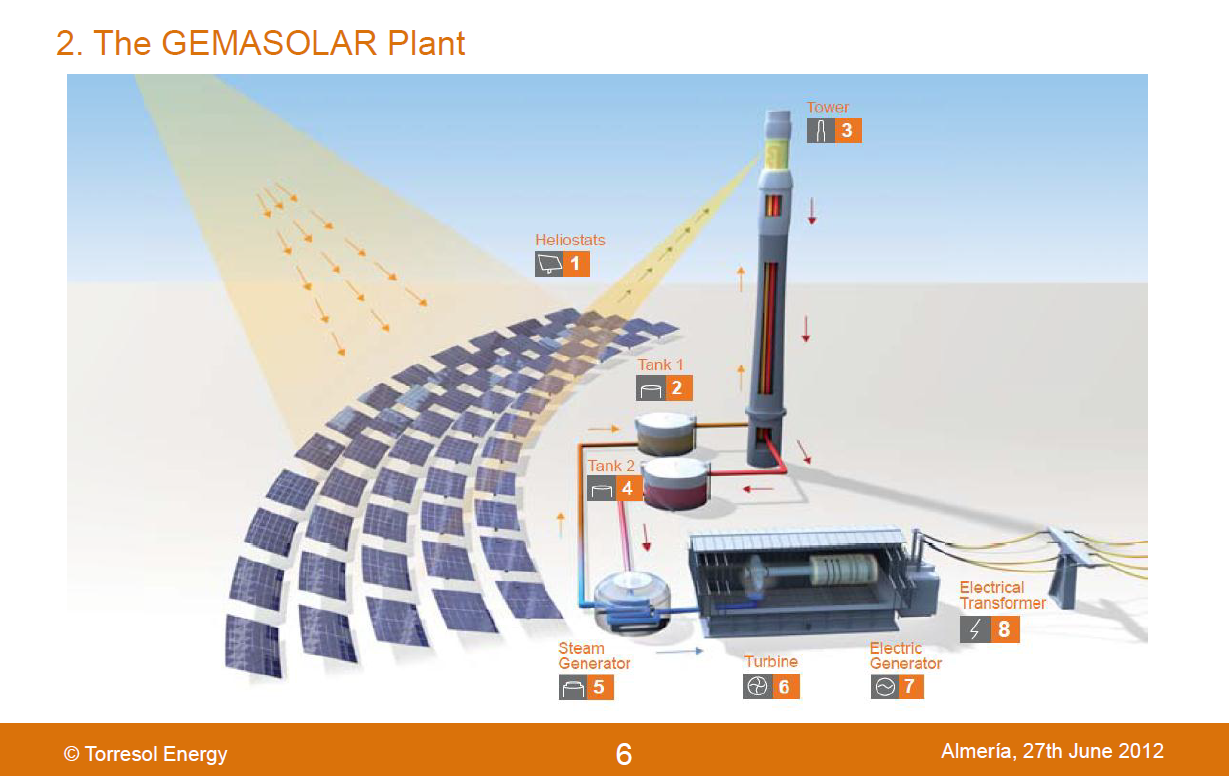 2. The GEMASOLAR Plant
Tower
3
Heliostats
1
Tank 1
2
Tank 2
4
Electrical
Transformer
8
Steam
Generator
5
Turbine
6
Electric
Generator
7
© Torresol Energy
6
Almería, 27th June 2012